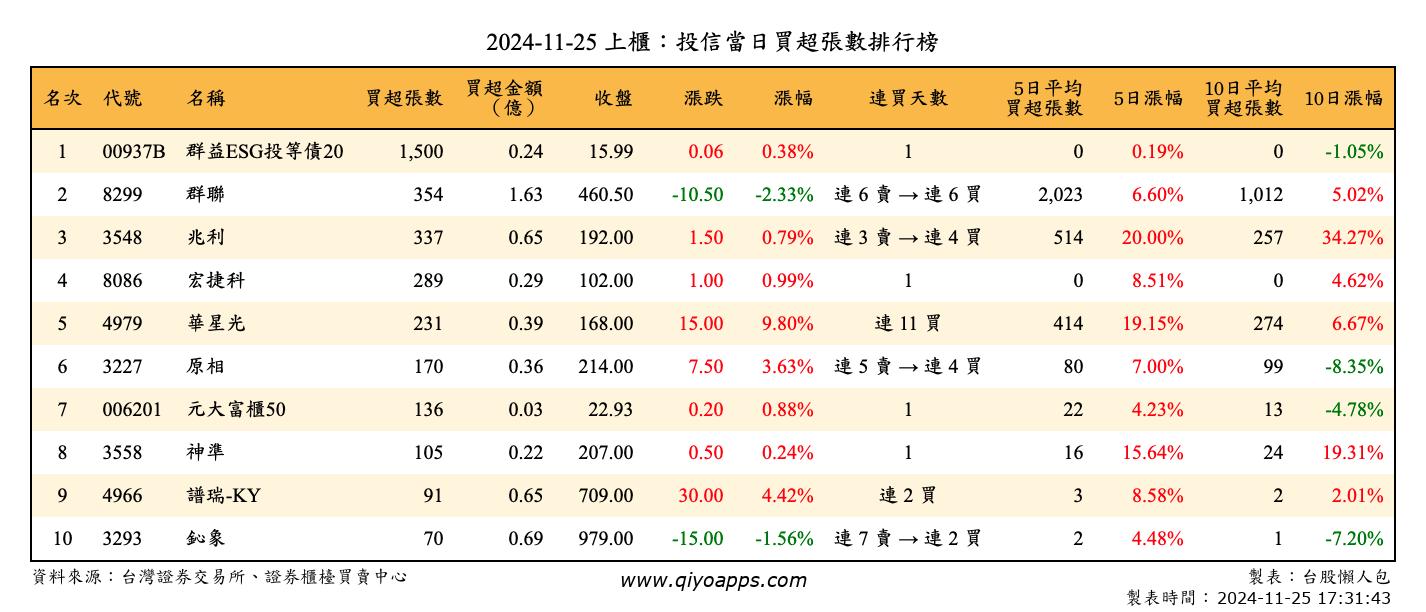 2024-11-25 上櫃：投信當日買超張數排行榜
名次 代號 名稱 買超張數 買超金額（億） 收盤 漲跌 漲幅 連買天數 5日平均買超張數 5日漲幅 10日平均買超張數 10日漲幅
1 00937B 群益ESG投等債20 1,500 0.24 15.99 0.06 0.38% 1 0 0.19% 0 -1.05%
2 8299 群聯 354 1.63 460.50 -10.50 -2.33% 連 6 賣 → 連 6 買 2,023 6.60% 1,012 5.02%
3 3548 兆利 337 0.65 192.00 1.50 0.79% 連 3 賣 → 連 4 買 514 20.00% 257 34.27%
4 8086 宏捷科 289 0.29 102.00 1.00 0.99% 1 0 8.51% 0 4.62%
5 4979 華星光 231 0.39 168.00 15.00 9.80% 連 11 買 414 19.15% 274 6.67%
6 3227 原相 170 0.36 214.00 7.50 3.63% 連 5 賣 → 連 4 買 80 7.00% 99 -8.35%
7 006201 元大富櫃50 136 0.03 22.93 0.20 0.88% 1 22 4.23% 13 -4.78%
8 3558 神準 105 0.22 207.00 0.50 0.24% 1 16 15.64% 24 19.31%
9 4966 譜瑞-KY 91 0.65 709.00 30.00 4.42% 連 2 買 3 8.58% 2 2.01%
10 3293 鈊象 70 0.69 979.00 -15.00 -1.56% 連 7 賣 → 連 2 買 2 4.48% 1 -7.20%
資料來源：台灣證券交易所、證券櫃檯買賣中心 www.qiyoapps.com 製表：台股懶人包
製表時間：2024-11-25 17:31:43